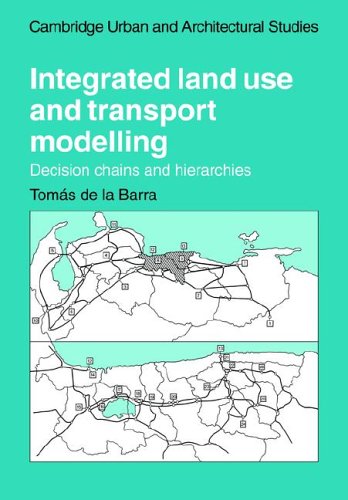 Cambridge Urban and Architectural Studies
Integrated land use
and transport
modelling
Decision chains and hierarchies
Tomás de la Barra